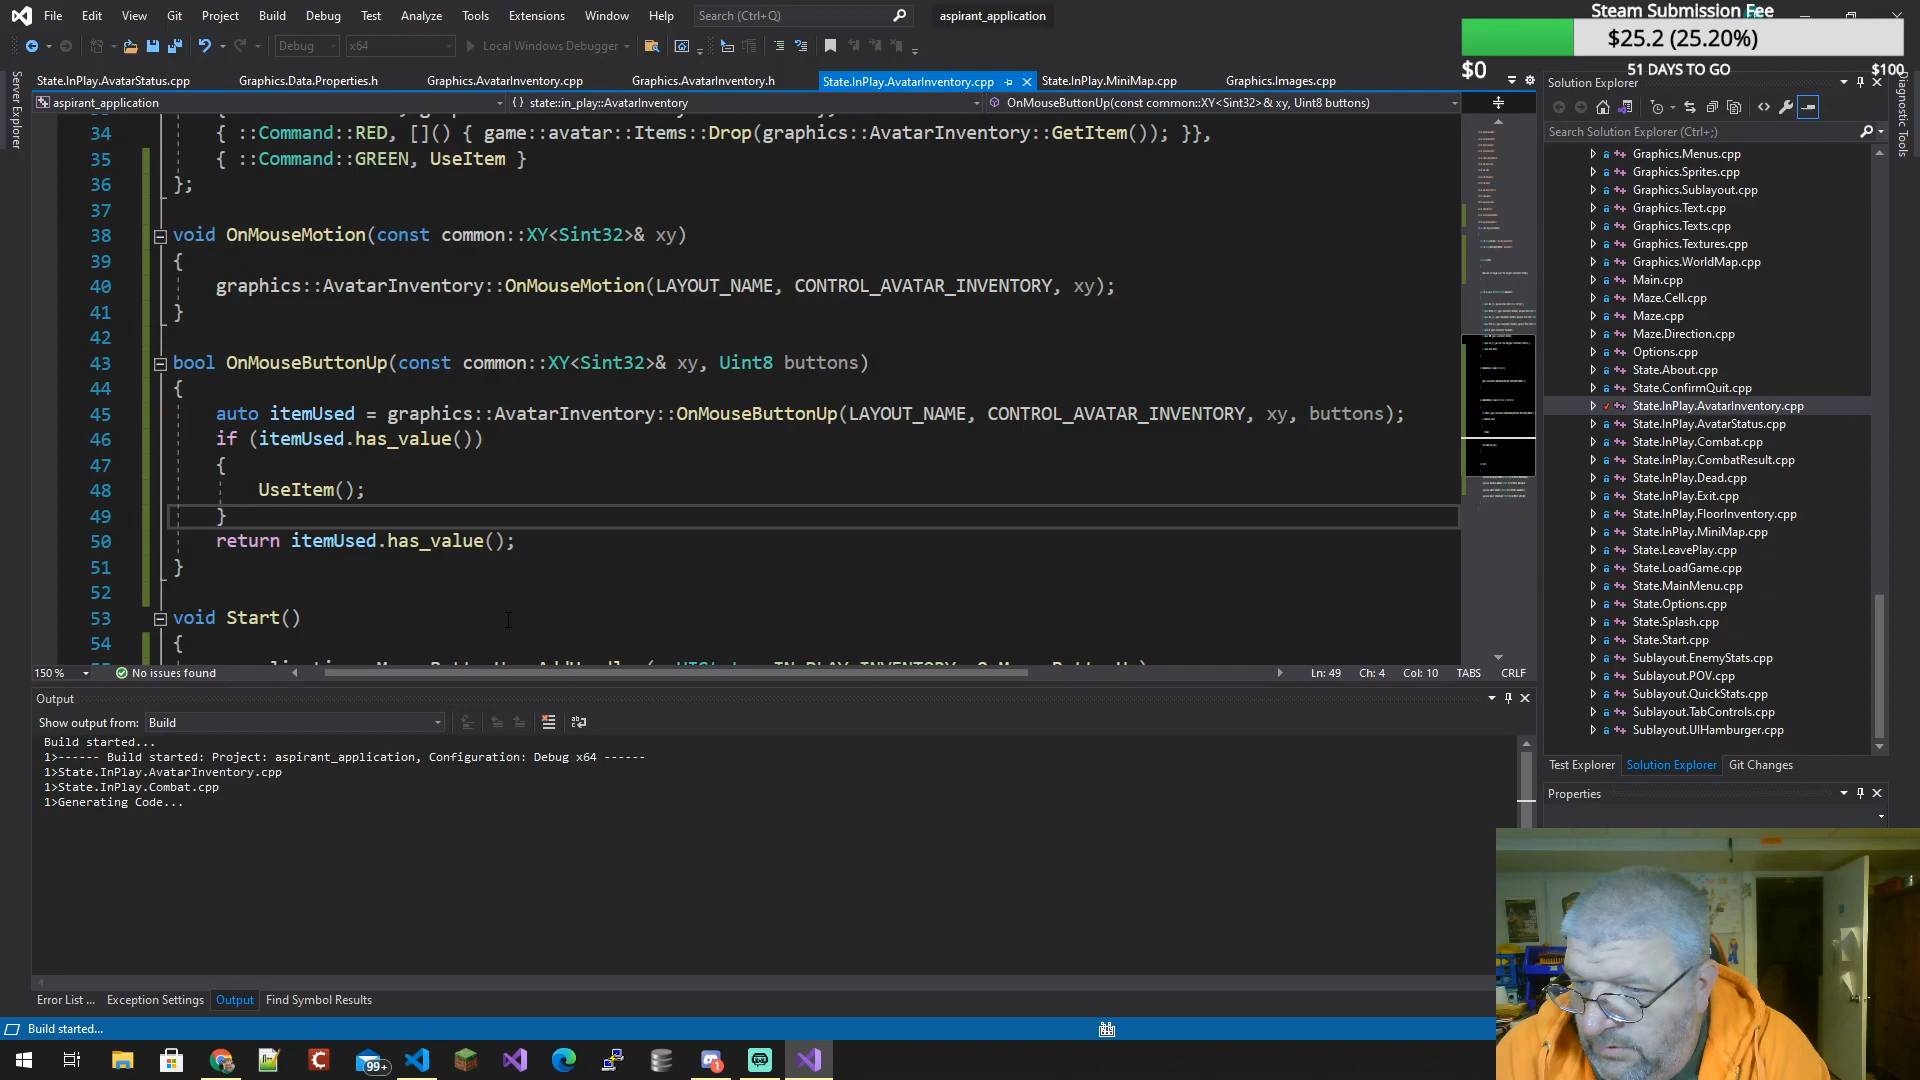 File Edit View Git Project Build Debug Test Analyze Tools Extensions Window Help Search (Ctrl+Q) aspirant_application
Steam Submission Fee
$25.2 (25.20%)
$0 51 DAYS TO GO $100
Debug x64 Local Windows Debugger
Server Explorer
Diagnostic Tools
State.InPlay.AvatarStatus.cpp Graphics.Data.Properties.h Graphics.AvatarInventory.cpp Graphics.AvatarInventory.h State.InPlay.AvatarInventory.cpp State.InPlay.MiniMap.cpp Graphics.Images.cpp
aspirant_application {} state::in_play::AvatarInventory OnMouseButtonUp(const common::XY<Sint32>& xy, Uint8 buttons)
34 { ::Command::RED, []() { game::avatar::Items::Drop(graphics::AvatarInventory::GetItem()); }},
35 { ::Command::GREEN, UseItem }
36 };
37
38 void OnMouseMotion(const common::XY<Sint32>& xy)
39 {
40 graphics::AvatarInventory::OnMouseMotion(LAYOUT_NAME, CONTROL_AVATAR_INVENTORY, xy);
41 }
42
43 bool OnMouseButtonUp(const common::XY<Sint32>& xy, Uint8 buttons)
44 {
45 auto itemUsed = graphics::AvatarInventory::OnMouseButtonUp(LAYOUT_NAME, CONTROL_AVATAR_INVENTORY, xy, buttons);
46 if (itemUsed.has_value())
47 {
48 UseItem();
49 }
50 return itemUsed.has_value();
51 }
52
53 void Start()
54 {
150 % No issues found Ln: 49 Ch: 4 Col: 10 TABS CRLF
Output
Show output from: Build
Build started...
1>------ Build started: Project: aspirant_application, Configuration: Debug x64 ------
1>State.InPlay.AvatarInventory.cpp
1>State.InPlay.Combat.cpp
1>Generating Code...
Error List ... Exception Settings Output Find Symbol Results
Build started...
Solution Explorer
Search Solution Explorer (Ctrl+;)
Graphics.Menus.cpp
Graphics.Sprites.cpp
Graphics.Sublayout.cpp
Graphics.Text.cpp
Graphics.Texts.cpp
Graphics.Textures.cpp
Graphics.WorldMap.cpp
Main.cpp
Maze.Cell.cpp
Maze.cpp
Maze.Direction.cpp
Options.cpp
State.About.cpp
State.ConfirmQuit.cpp
State.InPlay.AvatarInventory.cpp
State.InPlay.AvatarStatus.cpp
State.InPlay.Combat.cpp
State.InPlay.CombatResult.cpp
State.InPlay.Dead.cpp
State.InPlay.Exit.cpp
State.InPlay.FloorInventory.cpp
State.InPlay.MiniMap.cpp
State.LeavePlay.cpp
State.LoadGame.cpp
State.MainMenu.cpp
State.Options.cpp
State.Splash.cpp
State.Start.cpp
Sublayout.EnemyStats.cpp
Sublayout.POV.cpp
Sublayout.QuickStats.cpp
Sublayout.TabControls.cpp
Sublayout.UIHamburger.cpp
Test Explorer Solution Explorer Git Changes
Properties
99+
1